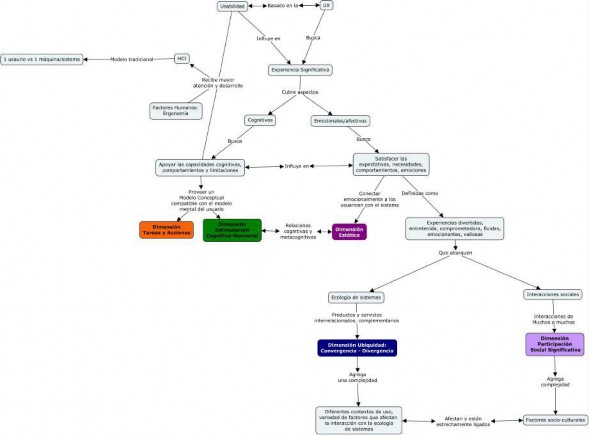 Usabilidad
Basado en la
UX
Influye en
Busca
1 usaurio vs 1 máquina/sistema
Modelo tradicional
HCI
Experiencia Significativa
Recibe mayor
atención y desarrollo
Cubre aspectos
Factores Humanos:
Ergonomía
Cognitivos
Emocionales/afectivos
Busca
Busca
Apoyar las capacidades cognitivas,
comportamientos y limitaciones
Influye en
Satisfacer las
expectativas, necesidades,
comportamientos, emociones
Proveer un
Modelo Conceptual
compatible con el modelo
mental del usuario
Conectar
emocionalmente a los
usuarios con el sistema
Definidas como
Dimensión
Tareas y Acciones
Dimensión
Estimulación
Cognitivo-Sensorial
Relaciones
cognitivas y
metacognitivas
Dimensión
Estética
Experiencias divertidas,
entretenida, comprometedora, fluidas,
emocionantes, valiosas
Que abarquen
Ecología de sistemas
Interacciones sociales
Productos y servicios
interrelacionados, complementarios
Interacciones de
Muchos a muchos
Dimensión Ubiquidad:
Convergencia - Divergencia
Dimensión
Participación
Social Significativa
Agrega
una complejidad
Agrega
complejidad
Diferentes contextos de uso,
variedad de factores que afectan
la interacción con la ecología
de sistemas
Afectan y están
estrechamente ligados
Factores socio-culturales